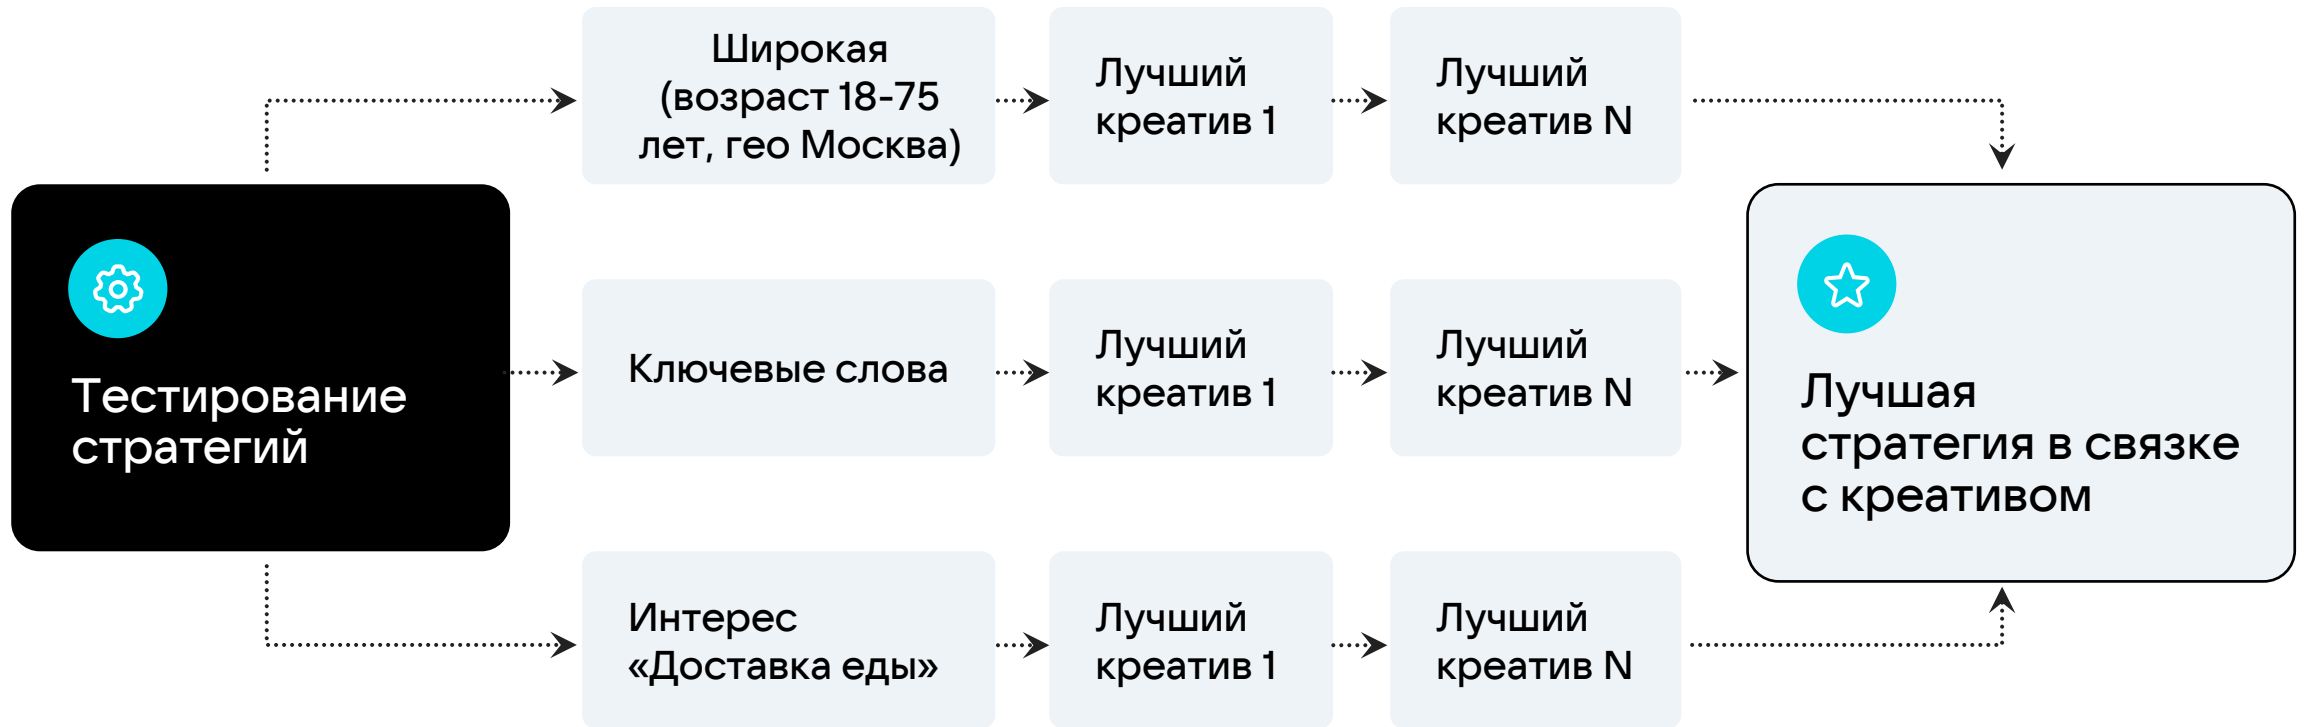 Тестирование
стратегий
Широкая
(возраст 18-75
лет, гео Москва)
Лучший
креатив 1
Лучший
креатив N
Ключевые слова
Лучший
креатив 1
Лучший
креатив N
Интерес
«Доставка еды»
Лучший
креатив 1
Лучший
креатив N
Лучшая
стратегия в связке
с креативом